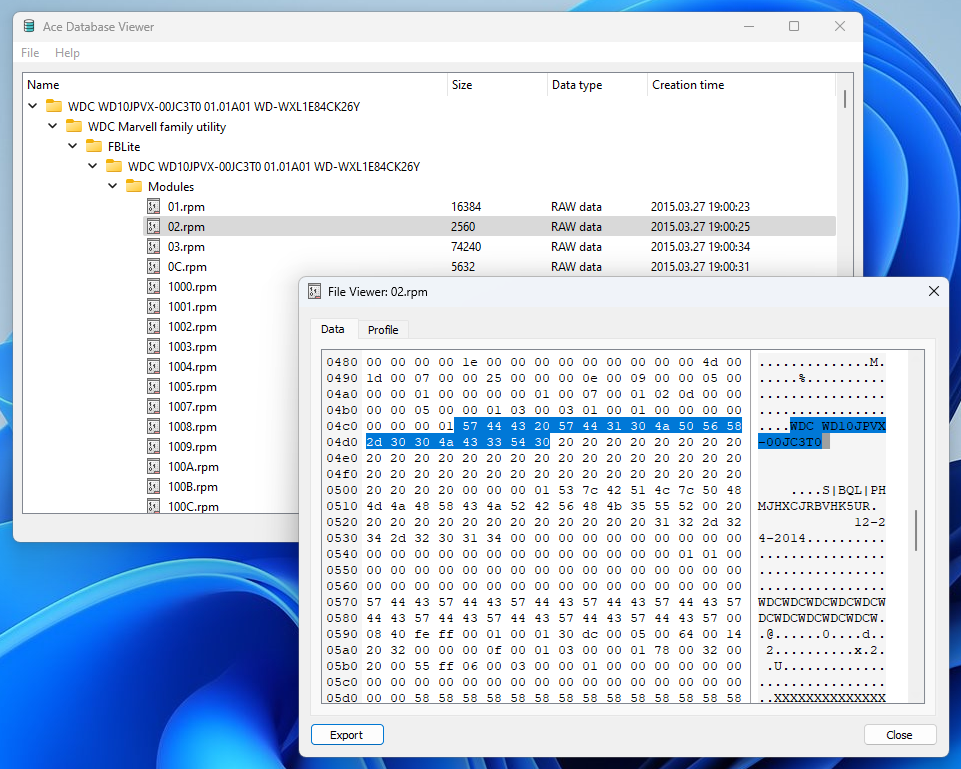 Ace Database Viewer
File Help
Name Size Data type Creation time
WDC WD10JPVX-00JC3T0 01.01A01 WD-WXL1E84CK26Y
WDC Marvell family utility
FBLite
WDC WD10JPVX-00JC3T0 01.01A01 WD-WXL1E84CK26Y
Modules
01.rpm 16384 RAW data 2015.03.27 19:00:23
02.rpm 2560 RAW data 2015.03.27 19:00:25
03.rpm 74240 RAW data 2015.03.27 19:00:34
0C.rpm 5632 RAW data 2015.03.27 19:00:31
1000.rpm
1001.rpm
1002.rpm
1003.rpm
1004.rpm
1005.rpm
1007.rpm
1008.rpm
1009.rpm
100A.rpm
100B.rpm
100C.rpm
File Viewer: 02.rpm
Data Profile
0480 00 00 00 00 1e 00 00 00 00 00 00 00 00 00 4d 00 ..............M.
0490 1d 00 07 00 00 25 00 00 00 0e 00 09 00 00 05 00 .....%..........
04a0 00 00 01 00 00 00 00 01 00 07 00 01 02 0d 00 00 ................
04b0 00 00 05 00 00 01 03 00 03 01 00 01 00 00 00 00 ................
04c0 00 00 00 01 57 44 43 20 57 44 31 30 4a 50 56 58 ....WDC WD10JPVX
04d0 2d 30 30 4a 43 33 54 30 20 20 20 20 20 20 20 20 -00JC3T0
04e0 20 20 20 20 20 20 20 20 20 20 20 20 20 20 20 20
04f0 20 20 20 20 20 20 20 20 20 20 20 20 20 20 20 20
0500 20 20 20 20 00 00 00 01 53 7c 42 51 4c 7c 50 48 ....S|BQL|PH
0510 4d 4a 48 58 43 4a 52 42 56 48 4b 35 55 52 00 20 MJHXCJRBVHK5UR.
0520 20 20 20 20 20 20 20 20 20 20 20 20 31 32 2d 32 12-2
0530 34 2d 32 30 31 34 00 00 00 00 00 00 00 00 00 00 4-2014..........
0540 00 00 00 00 00 00 00 00 00 00 00 00 00 01 01 00 ................
0550 00 00 00 00 00 00 00 00 00 00 00 00 00 00 00 00 ................
0560 00 00 00 00 00 00 00 00 00 00 00 00 00 00 00 00 ................
0570 57 44 43 57 44 43 57 44 43 57 44 43 57 44 43 57 WDCWDCWDCWDCWDCW
0580 44 43 57 44 43 57 44 43 57 44 43 57 44 43 57 00 DCWDCWDCWDCWDCW.
0590 08 40 fe ff 00 01 00 01 30 dc 00 05 00 64 00 14 .@......0....d..
05a0 20 32 00 00 00 0f 00 01 03 00 00 01 78 00 32 00 2..........x.2.
05b0 20 00 55 ff 06 00 03 00 00 01 00 00 00 00 00 00 .U.............
05c0 00 00 00 00 00 00 00 00 00 00 00 00 00 00 00 00 ................
05d0 00 00 58 58 58 58 58 58 58 58 58 58 58 58 58 58 ..XXXXXXXXXXXXXX
Export Close